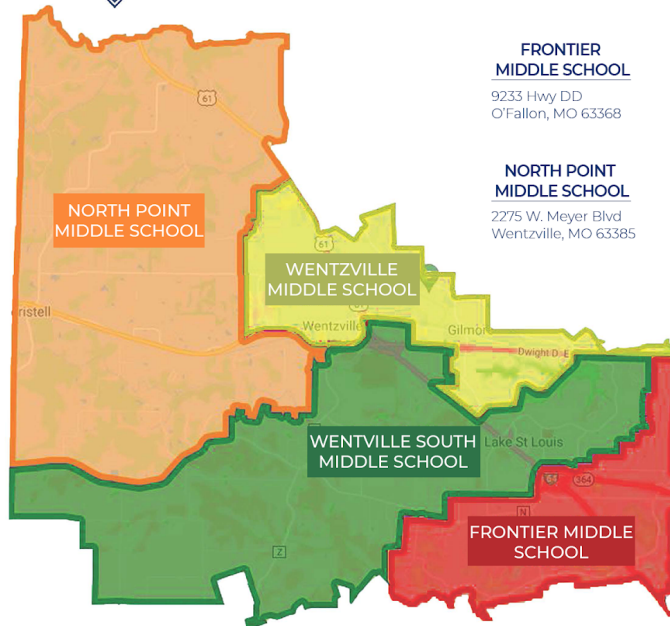 FRONTIER
MIDDLE SCHOOL
9233 Hwy DD
O'Fallon, MO 63368
NORTH POINT
MIDDLE SCHOOL
2275 W. Meyer Blvd
Wentzville, MO 63385
61
NORTH POINT
MIDDLE SCHOOL
61
WENTZVILLE
MIDDLE SCHOOL
ristell
Wentzville
Gilmor
Dwight D E
WENTVILLE SOUTH
MIDDLE SCHOOL
Lake St Louis
364
N
FRONTIER MIDDLE
SCHOOL
Z